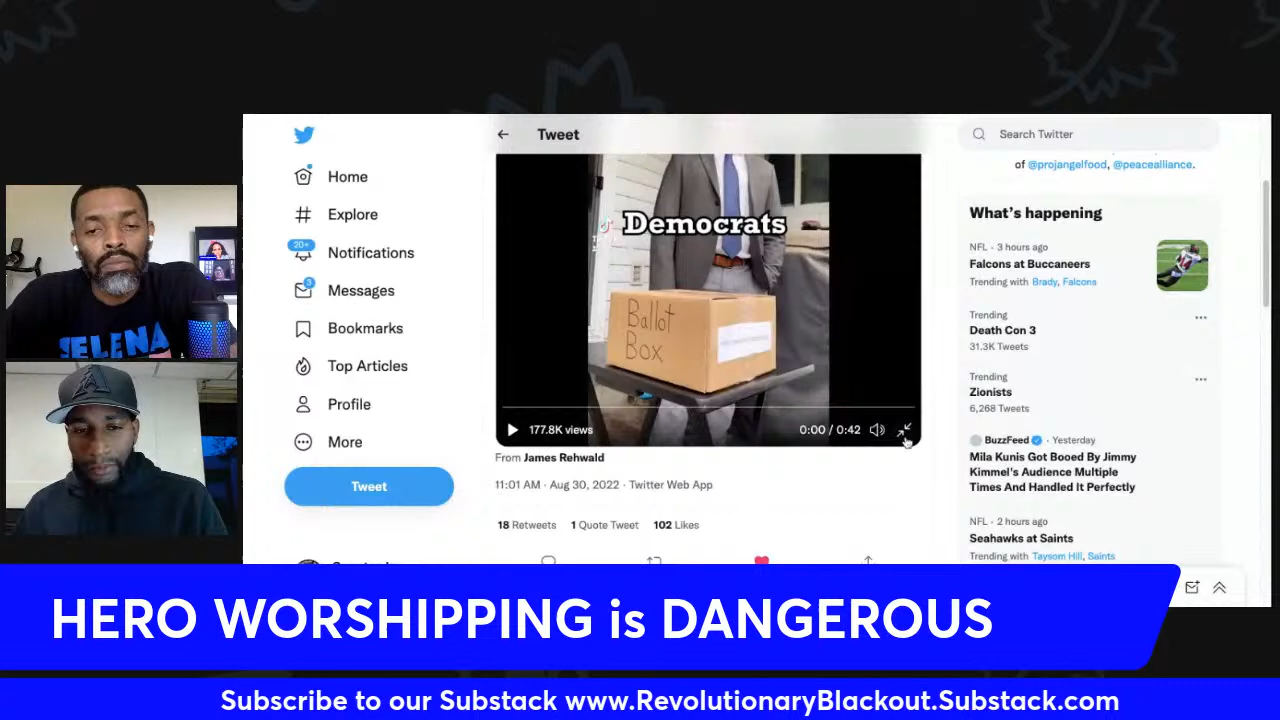 Tweet
Search Twitter
of @projangelfood, @peacealliance.
Home
Explore
20+
Notifications
3
Messages
Bookmarks
Top Articles
Profile
More
Tweet
Democrats
Ballot
Box
177.8K views
0:00 / 0:42
From James Rehwald
11:01 AM · Aug 30, 2022 · Twitter Web App
18 Retweets 1 Quote Tweet 102 Likes
What's happening
NFL · 3 hours ago
Falcons at Buccaneers
Trending with Brady, Falcons
Trending
Death Con 3
31.3K Tweets
Trending
Zionists
6,268 Tweets
BuzzFeed · Yesterday
Mila Kunis Got Booed By Jimmy
Kimmel's Audience Multiple
Times And Handled It Perfectly
NFL · 2 hours ago
Seahawks at Saints
Trending with Taysom Hill, Saints
SELENA
HERO WORSHIPPING is DANGEROUS
Subscribe to our Substack www.RevolutionaryBlackout.Substack.com